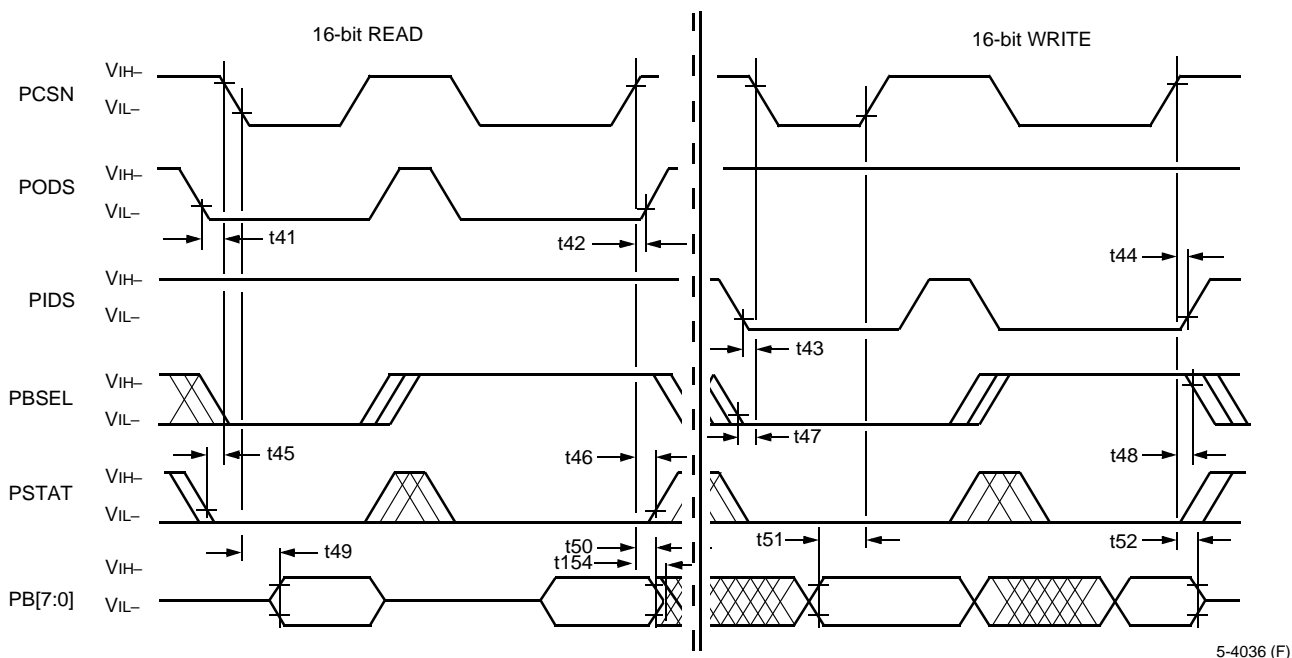 16-bit READ
16-bit WRITE
PCSN
VIH–
VIL–
PODS
VIH–
VIL–
t41
t42
t44
PIDS
VIH–
VIL–
t43
PBSEL
VIH–
VIL–
t45
t46
t47
t48
PSTAT
VIH–
VIL–
t49
t50
t51
t52
t154
PB[7:0]
VIH–
VIL–
5-4036 (F)